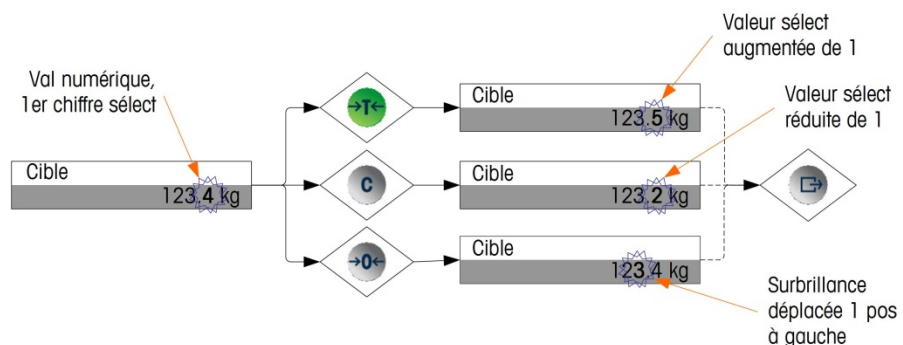 Valeur sélect
augmentée de 1
Val numérique,
1er chiffre sélect
→T←
Cible
123.5 kg
Valeur sélect
réduite de 1
Cible
123.4 kg
C
Cible
123.2 kg
→0←
Cible
123.4 kg
Surbrillance
déplacée 1 pos
à gauche